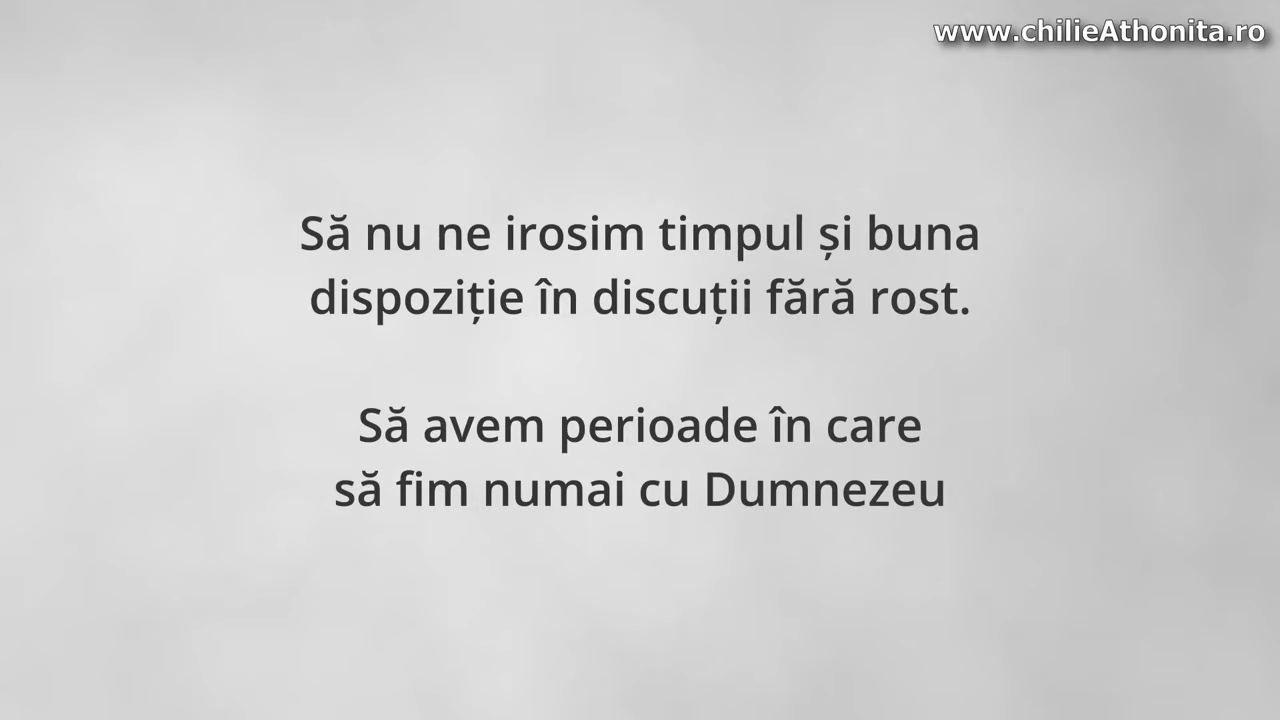 www.chilieAthonita.ro
Să nu ne irosim timpul și buna
dispoziție în discuții fără rost.
Să avem perioade în care
să fim numai cu Dumnezeu